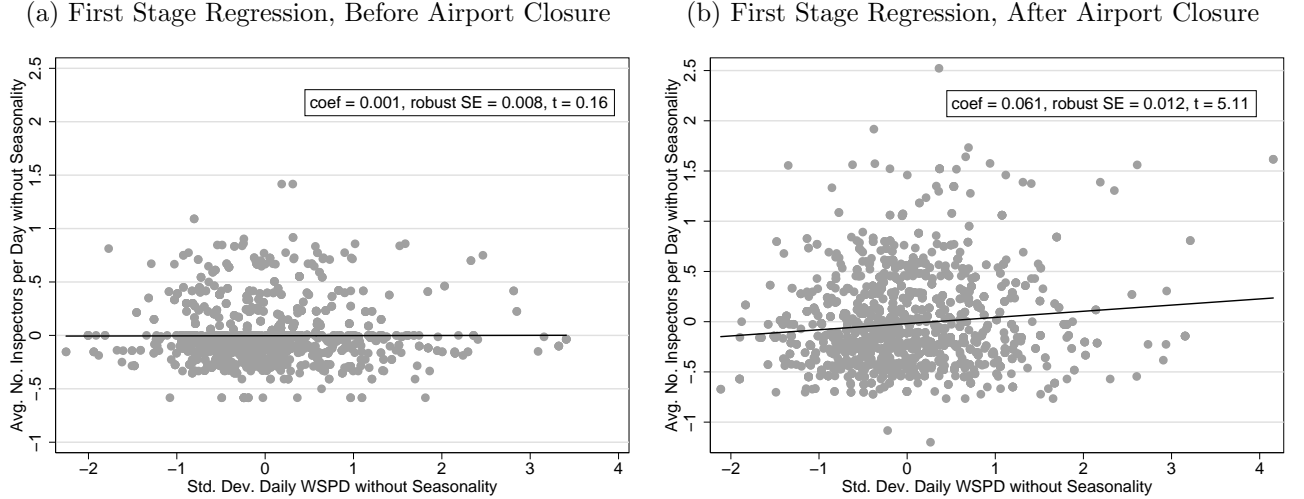 (a) First Stage Regression, Before Airport Closure
(b) First Stage Regression, After Airport Closure
Avg. No. Inspectors per Day without Seasonality
2.5
2
1.5
1
.5
0
−.5
−1
coef = 0.001, robust SE = 0.008, t = 0.16
−2 −1 0 1 2 3 4
Std. Dev. Daily WSPD without Seasonality
Avg. No. Inspectors per Day without Seasonality
2.5
2
1.5
1
.5
0
−.5
−1
coef = 0.061, robust SE = 0.012, t = 5.11
−2 −1 0 1 2 3 4
Std. Dev. Daily WSPD without Seasonality